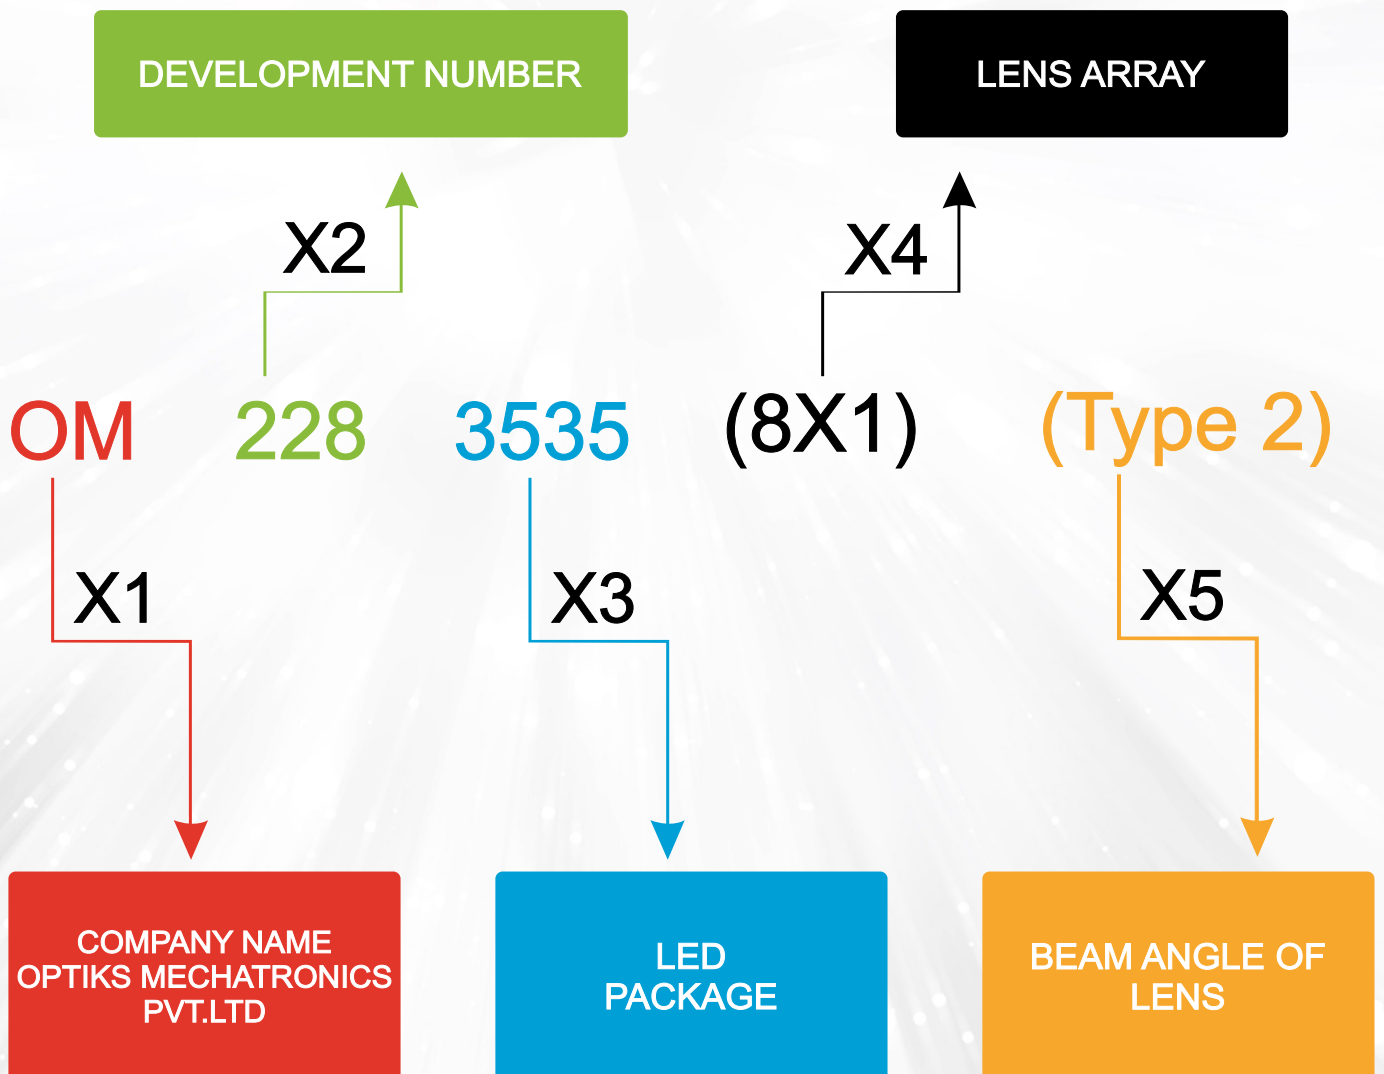 DEVELOPMENT NUMBER
LENS ARRAY
X2
X4
OM 228 3535 (8X1) (Type 2)
X1
X3
X5
COMPANY NAME
OPTIKS MECHATRONICS
PVT.LTD
LED
PACKAGE
BEAM ANGLE OF
LENS